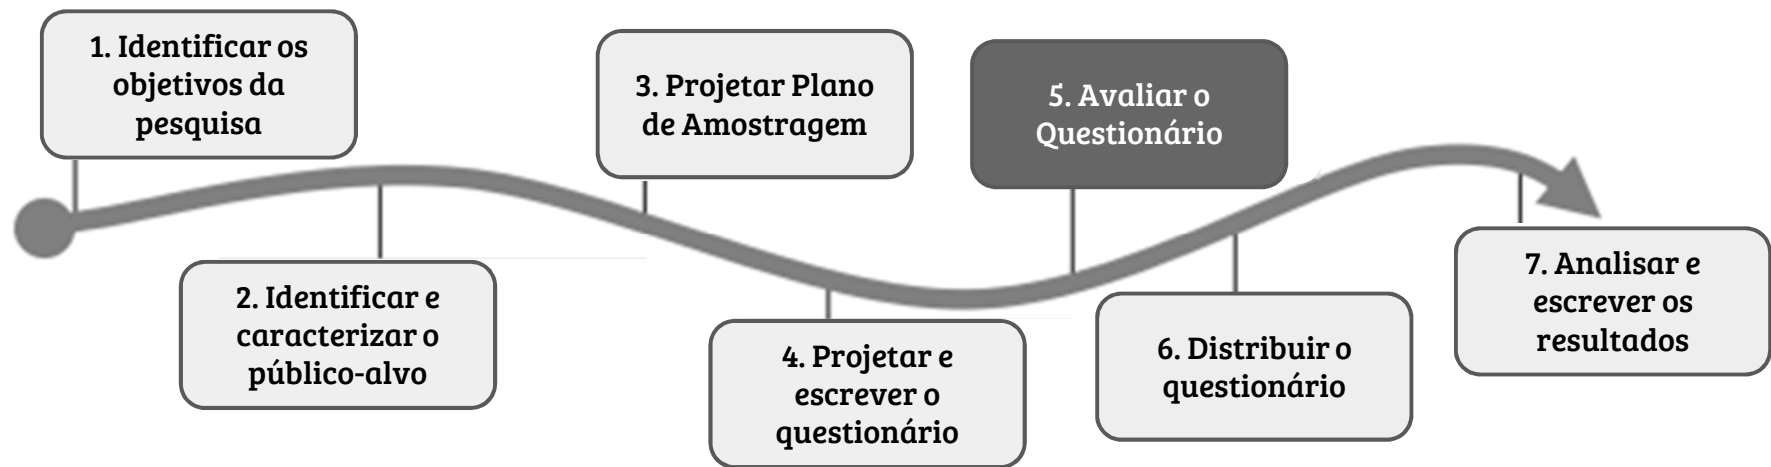 1. Identificar os
objetivos da
pesquisa
2. Identificar e
caracterizar o
público-alvo
3. Projetar Plano
de Amostragem
4. Projetar e
escrever o
questionário
5. Avaliar o
Questionário
6. Distribuir o
questionário
7. Analisar e
escrever os
resultados